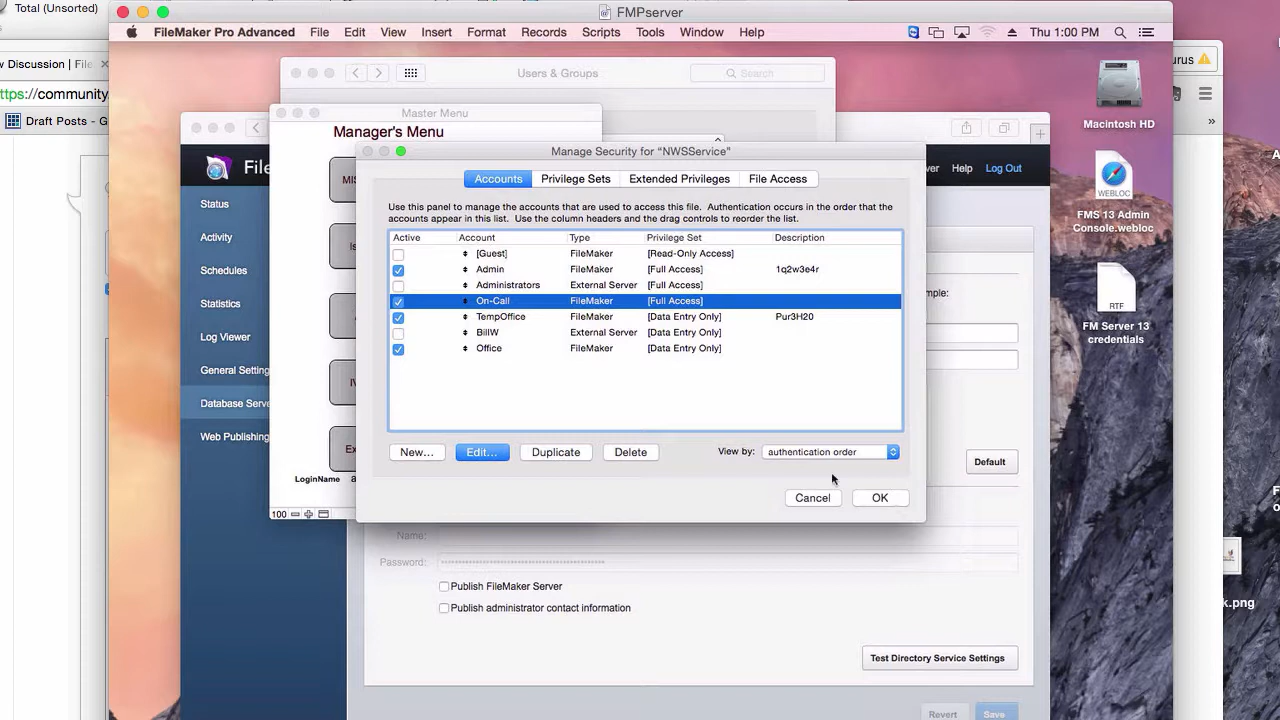 Total (Unsorted)
FMPserver
FileMaker Pro Advanced File Edit View Insert Format Records Scripts Tools Window Help Thu 1:00 PM
w Discussion | File
urus
ttps://community
Draft Posts - G
»
Users & Groups
Search
Macintosh HD
Master Menu
Manager's Menu
File
Help Log Out
Manage Security for “NWSService”
Accounts Privilege Sets Extended Privileges File Access
Use this panel to manage the accounts that are used to access this file. Authentication occurs in the order that the
accounts appear in this list. Use the column headers and the drag controls to reorder the list.
Active Account Type Privilege Set Description
[Guest] FileMaker [Read-Only Access]
Admin FileMaker [Full Access] 1q2w3e4r
Administrators External Server [Full Access]
On-Call FileMaker [Full Access]
TempOffice FileMaker [Data Entry Only] Pur3H20
BillW External Server [Data Entry Only]
Office FileMaker [Data Entry Only]
New... Edit... Duplicate Delete View by: authentication order
Cancel OK
Status
Activity
Schedules
Statistics
Log Viewer
General Setting
Database Serve
Web Publishing
LoginName
100
WEBLOC
FMS 13 Admin
Console.webloc
RTF
FM Server 13
credentials
mple:
Default
Name:
Password:
Publish FileMaker Server
Publish administrator contact information
Test Directory Service Settings
Revert Save
k.png